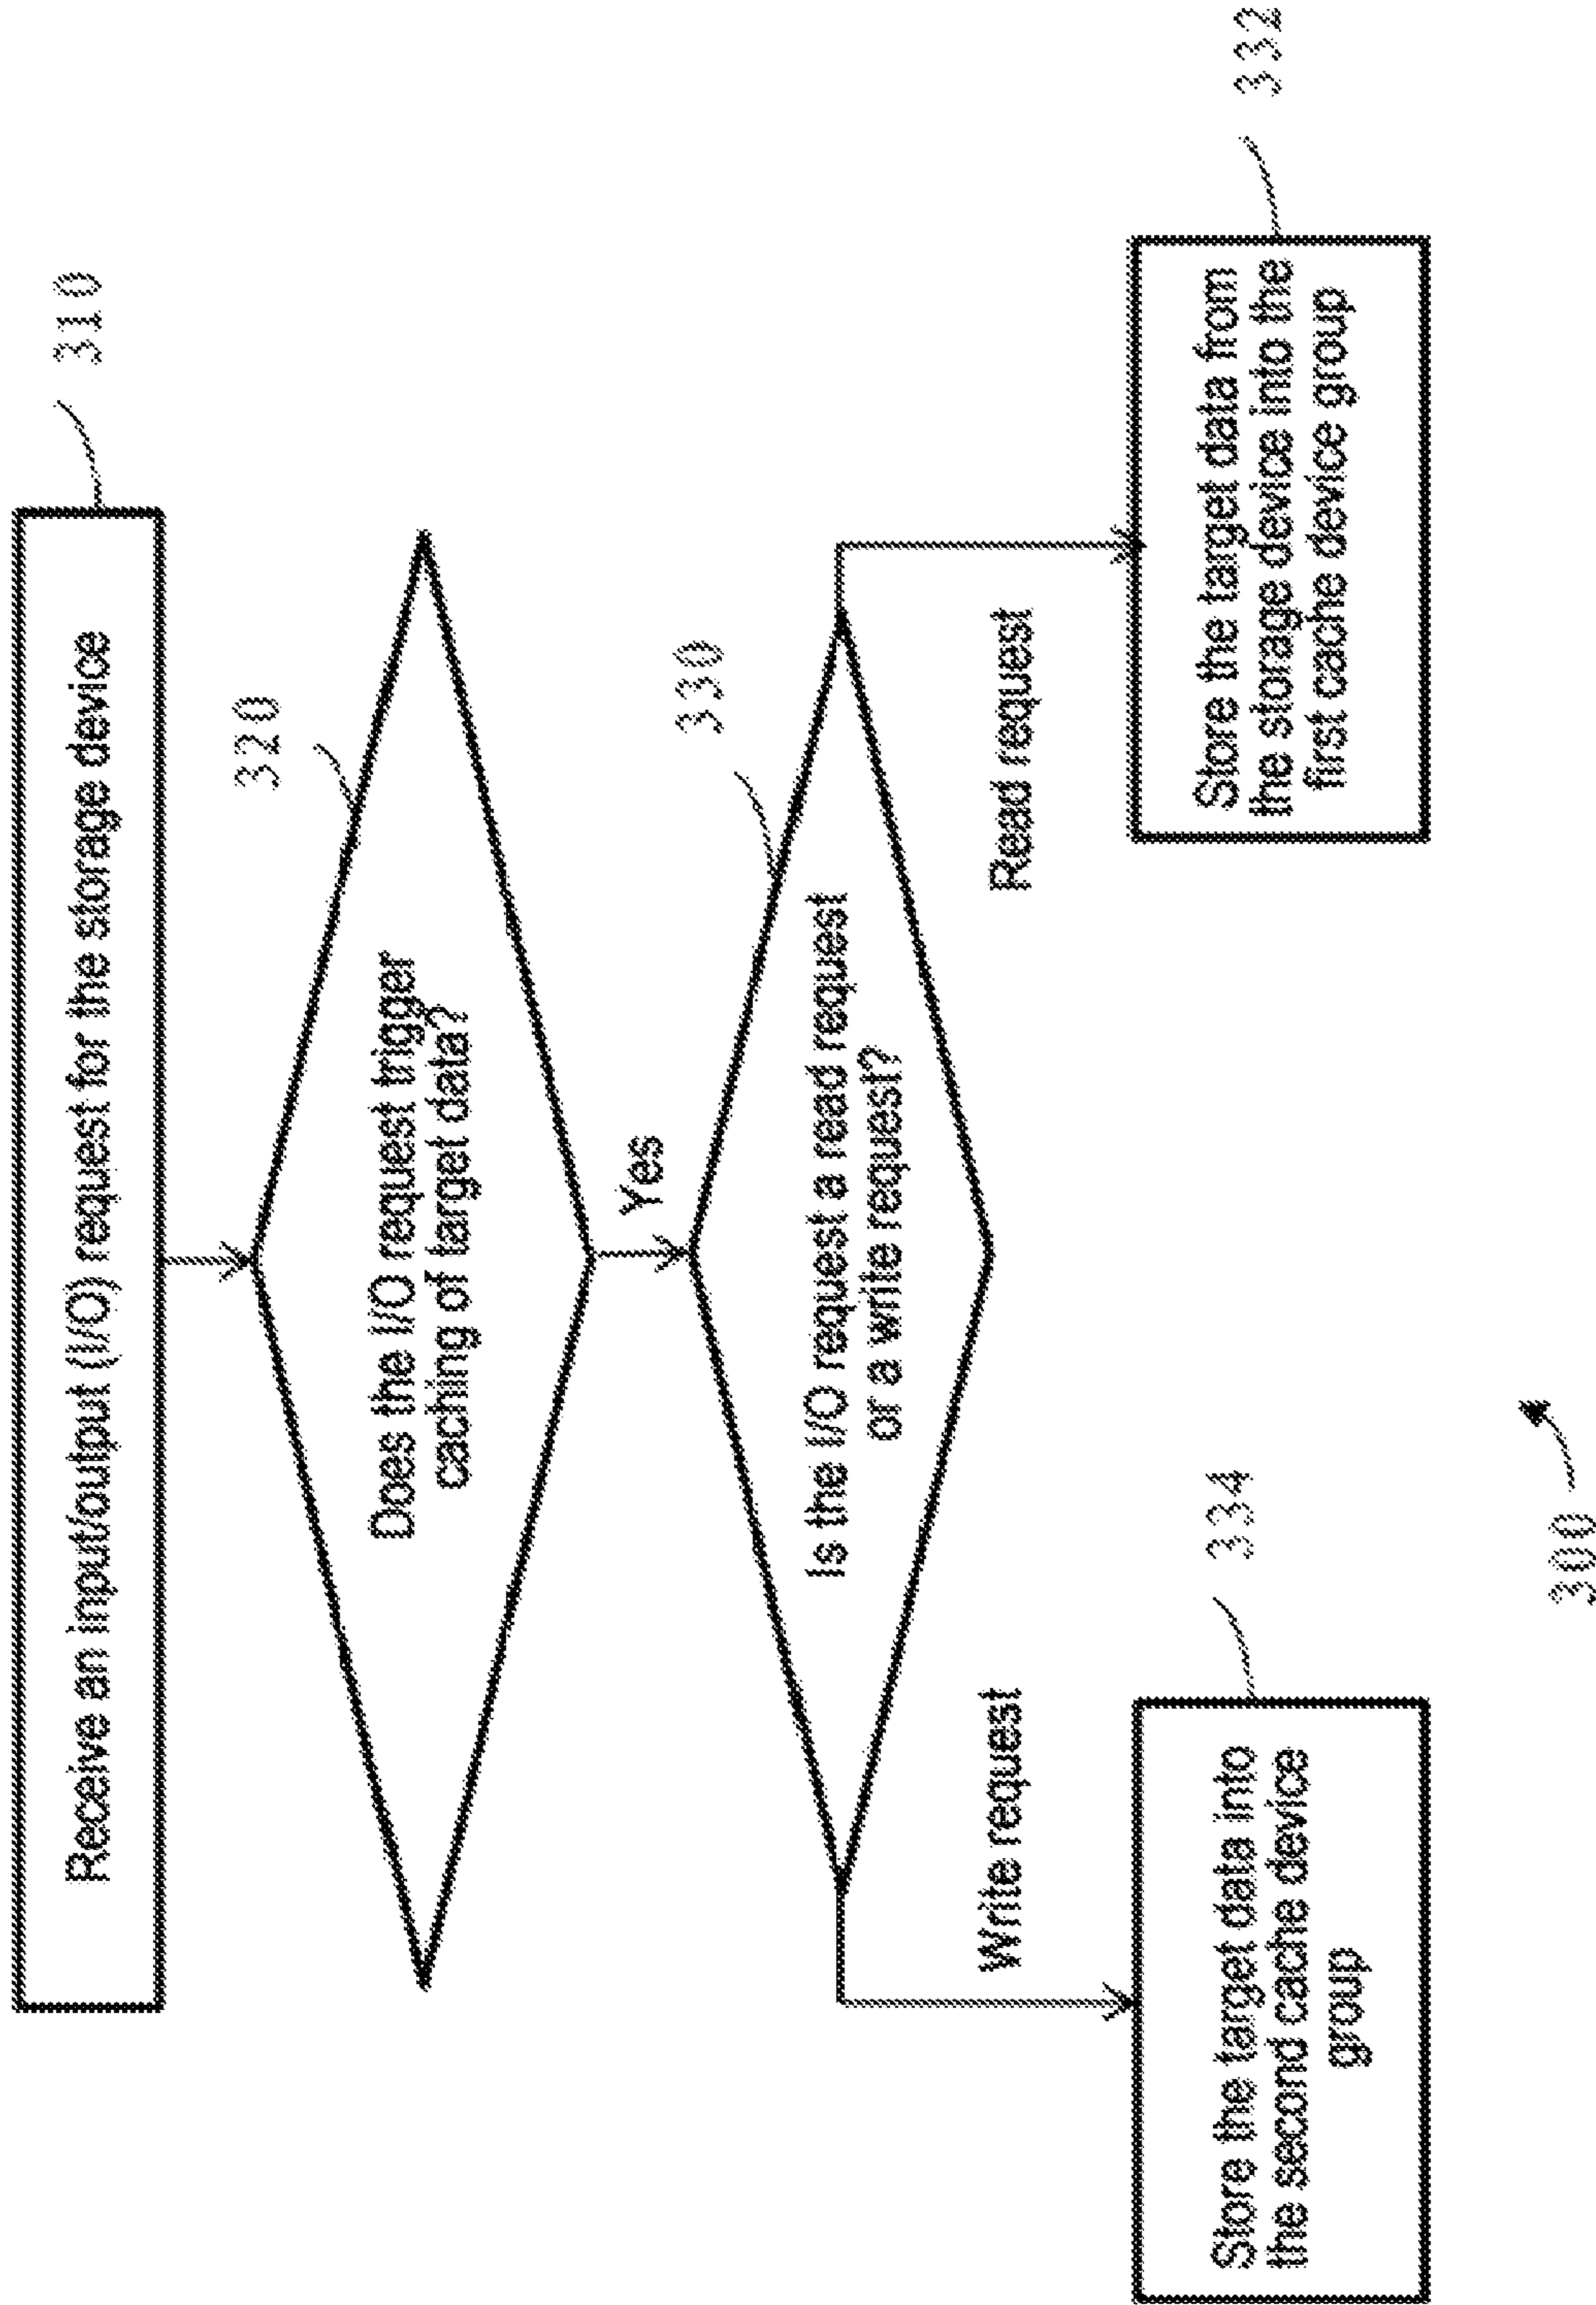 310
Receive an input/output (I/O) request for the storage device
320
Does the I/O request trigger
caching of target data?
Yes
330
Is the I/O request a read request
or a write request?
Write request
Read request
334
Store the target data into
the second cache device
group
332
Store the target data from
the storage device into the
first cache device group
300